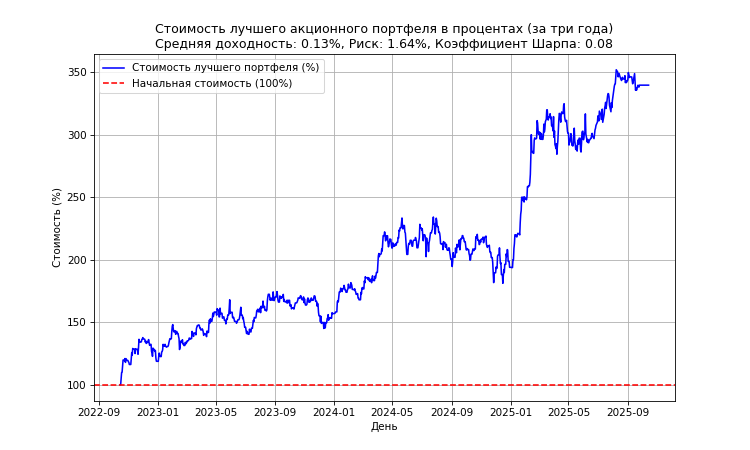 Стоимость лучшего акционного портфеля в процентах (за три года)
Средняя доходность: 0.13%, Риск: 1.64%, Коэффициент Шарпа: 0.08
Стоимость лучшего портфеля (%)
Начальная стоимость (100%)
Стоимость (%)
350
300
250
200
150
100
2022-09 2023-01 2023-05 2023-09 2024-01 2024-05 2024-09 2025-01 2025-05 2025-09
День